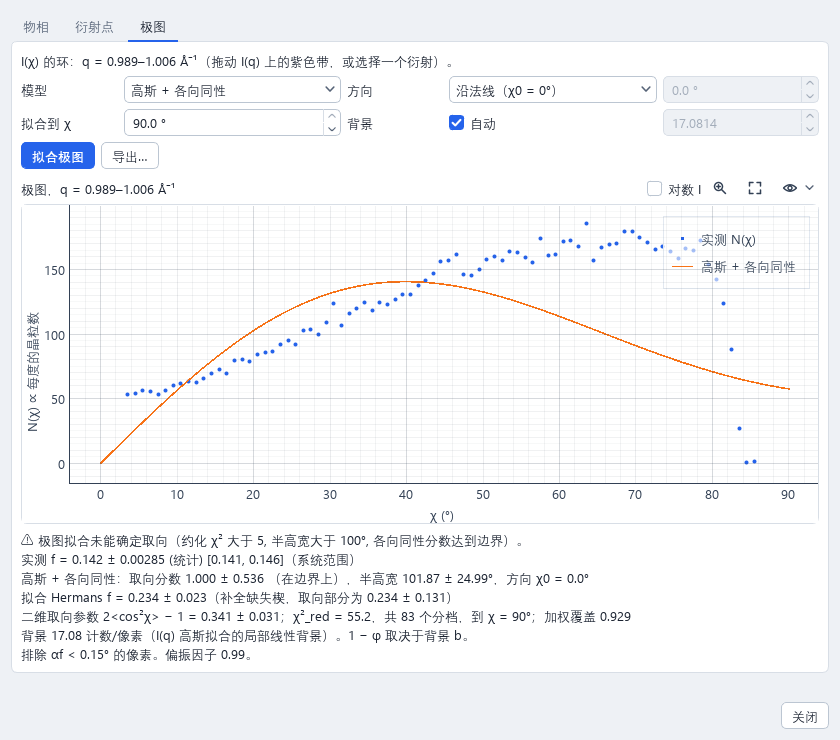 物相 衍射点 极图
I(χ) 的环: q = 0.989–1.006 Å⁻¹（拖动 I(q) 上的紫色带，或选择一个衍射）。
模型 高斯 + 各向同性 方向 沿法线（χ0 = 0°） 0.0 °
拟合到 χ 90.0 ° 背景 自动 17.0814
拟合极图 导出...
极图，q = 0.989–1.006 Å⁻¹ 对数 I
实测 N(χ)
高斯 + 各向同性
N(χ) ∝ 每度的晶粒数
150
100
50
0
0 10 20 30 40 50 60 70 80 90
χ (°)
⚠ 极图拟合未能确定取向（约化 χ² 大于 5, 半高宽大于 100°, 各向同性分数达到边界）。
实测 f = 0.142 ± 0.00285 (统计) [0.141, 0.146]（系统范围）
高斯 + 各向同性: 取向分数 1.000 ± 0.536 （在边界上），半高宽 101.87 ± 24.99°，方向 χ0 = 0.0°
拟合 Hermans f = 0.234 ± 0.023（补全缺失楔，取向部分为 0.234 ± 0.131）
二维取向参数 2<cos²χ> − 1 = 0.341 ± 0.031；χ²_red = 55.2，共 83 个分档，到 χ = 90°；加权覆盖 0.929
背景 17.08 计数/像素（I(q) 高斯拟合的局部线性背景）。1 − φ 取决于背景 b。
排除 αf < 0.15° 的像素。偏振因子 0.99。
关闭